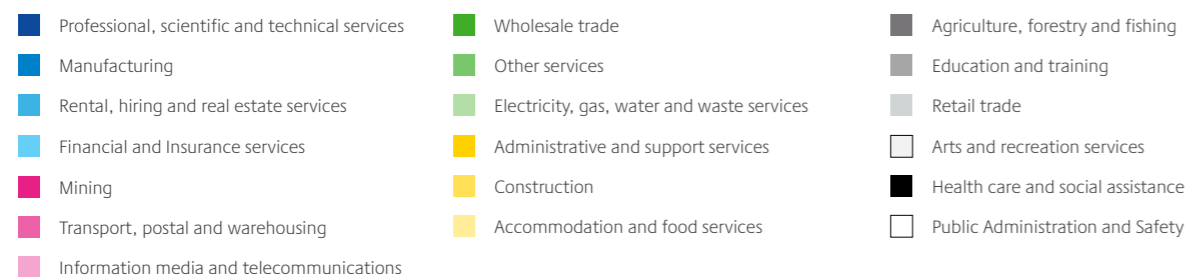 Professional, scientific and technical services
Manufacturing
Rental, hiring and real estate services
Financial and Insurance services
Mining
Transport, postal and warehousing
Information media and telecommunications
Wholesale trade
Other services
Electricity, gas, water and waste services
Administrative and support services
Construction
Accommodation and food services
Agriculture, forestry and fishing
Education and training
Retail trade
Arts and recreation services
Health care and social assistance
Public Administration and Safety